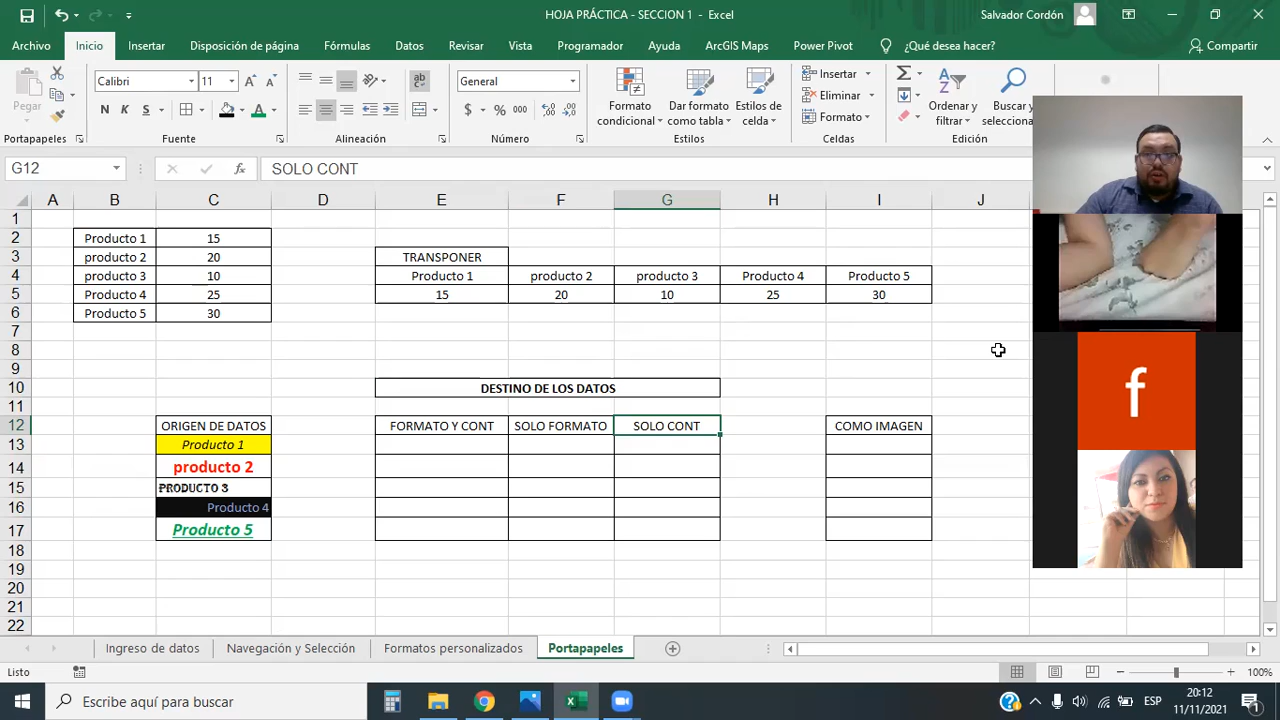 HOJA PRÁCTICA - SECCION 1 - Excel
Salvador Cordón
Archivo Inicio Insertar Disposición de página Fórmulas Datos Revisar Vista Programador Ayuda ArcGIS Maps Power Pivot ¿Qué desea hacer? Compartir
Pegar
Calibri 11
N K S
General
$ % 000
Formato condicional
Dar formato como tabla
Estilos de celda
Insertar
Eliminar
Formato
Ordenar y filtrar
Buscar y selecciona
Portapapeles Fuente Alineación Número Estilos Celdas Edición
G12 fx SOLO CONT
A B C D E F G H I J
1
2 Producto 1 15
3 producto 2 20 TRANSPONER
4 producto 3 10 Producto 1 producto 2 producto 3 Producto 4 Producto 5
5 Producto 4 25 15 20 10 25 30
6 Producto 5 30
7
8
9
10 DESTINO DE LOS DATOS
11
12 ORIGEN DE DATOS FORMATO Y CONT SOLO FORMATO SOLO CONT COMO IMAGEN
13 Producto 1
14 producto 2
15 PRODUCTO 3
16 Producto 4
17 Producto 5
18
19
20
21
22
f
Ingreso de datos Navegación y Selección Formatos personalizados Portapapeles
Listo 100%
Escribe aquí para buscar
ESP
20:12
11/11/2021
1